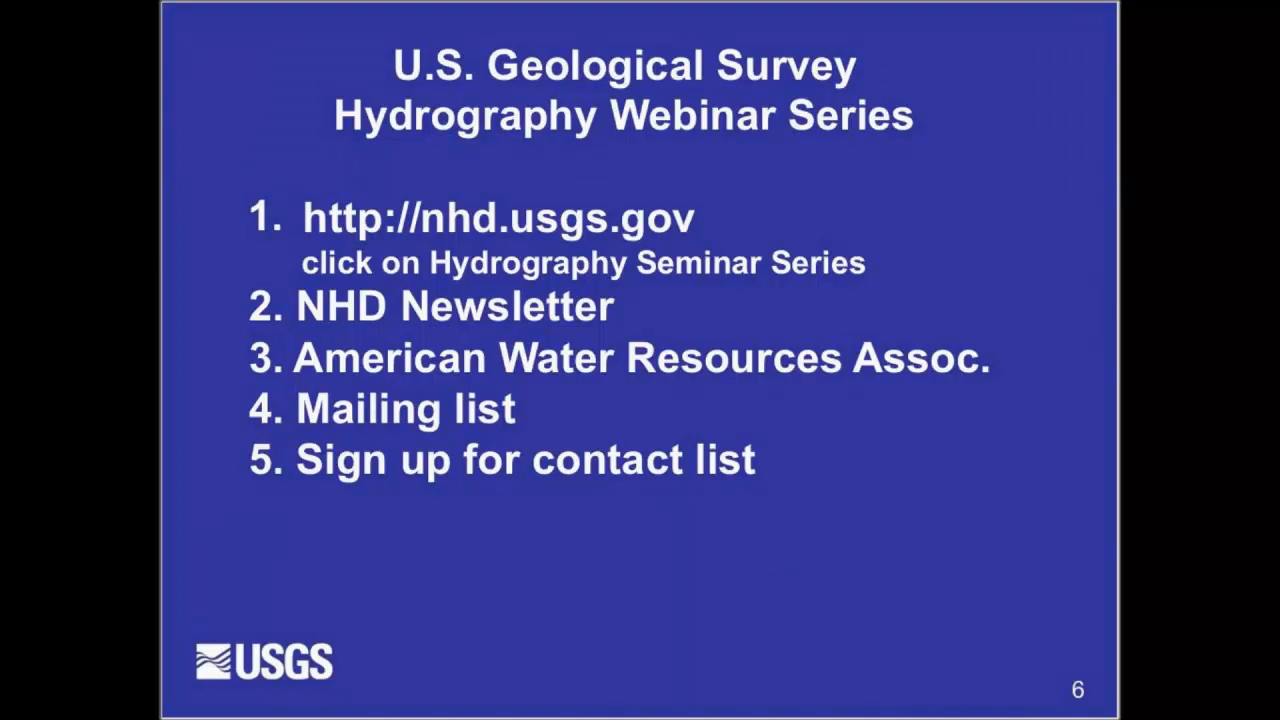 U.S. Geological Survey
Hydrography Webinar Series
1. http://nhd.usgs.gov
click on Hydrography Seminar Series
2. NHD Newsletter
3. American Water Resources Assoc.
4. Mailing list
5. Sign up for contact list
USGS
6